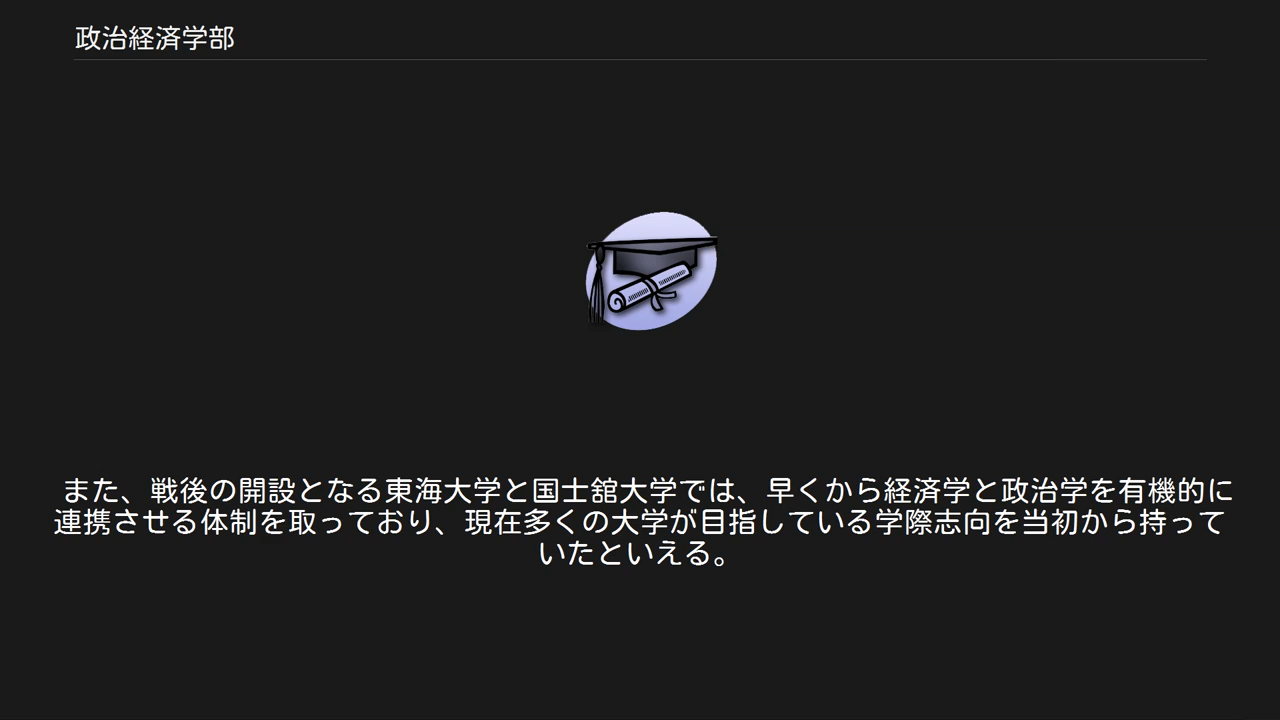 政治経済学部
また、戦後の開設となる東海大学と国士舘大学では、早くから経済学と政治学を有機的に
連携させる体制を取っており、現在多くの大学が目指している学際志向を当初から持って
いたといえる。